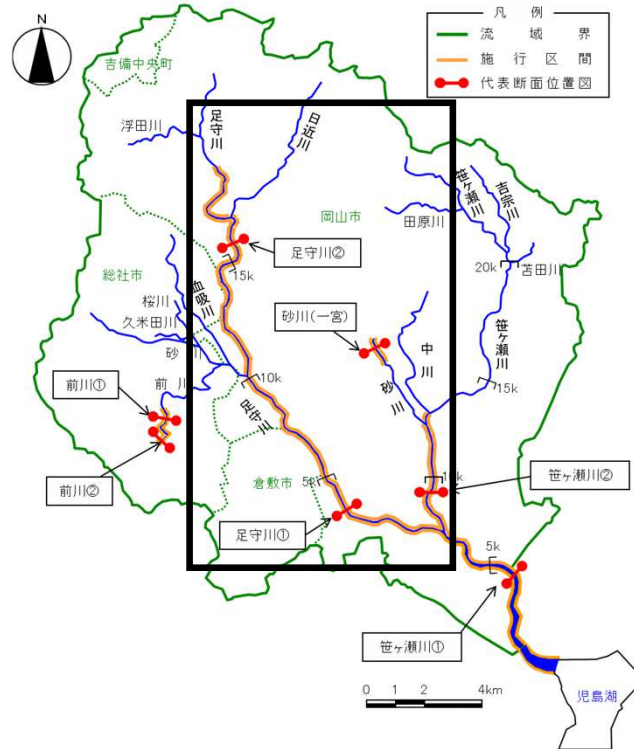 凡 例
流 域 界
施 行 区 間
代表断面位置図
N
吉備中央町
浮田川
足守川
日近川
岡山市
笹ヶ瀬川
吉宗川
田原川
足守川②
15k
20k
苫田川
総社市
桜川
血吸川
久米田川
砂川(一宮)
砂 川
中川
笹ヶ瀬川
前 川
前川①
10k
砂川
15k
足守川
前川②
倉敷市
5k
10k
笹ヶ瀬川②
足守川①
5k
笹ヶ瀬川①
0 1 2 4km
児島湖